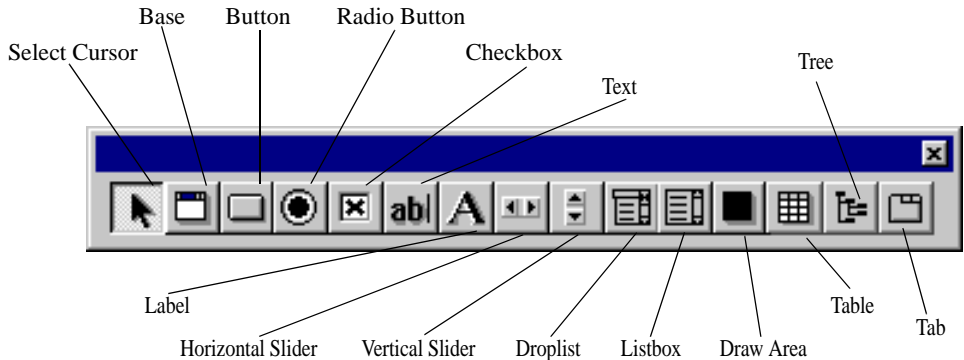 Base Button Radio Button
Select Cursor Checkbox
Tree
Text
ab
A
Label Table
Tab
Horizontal Slider Vertical Slider Droplist Listbox Draw Area